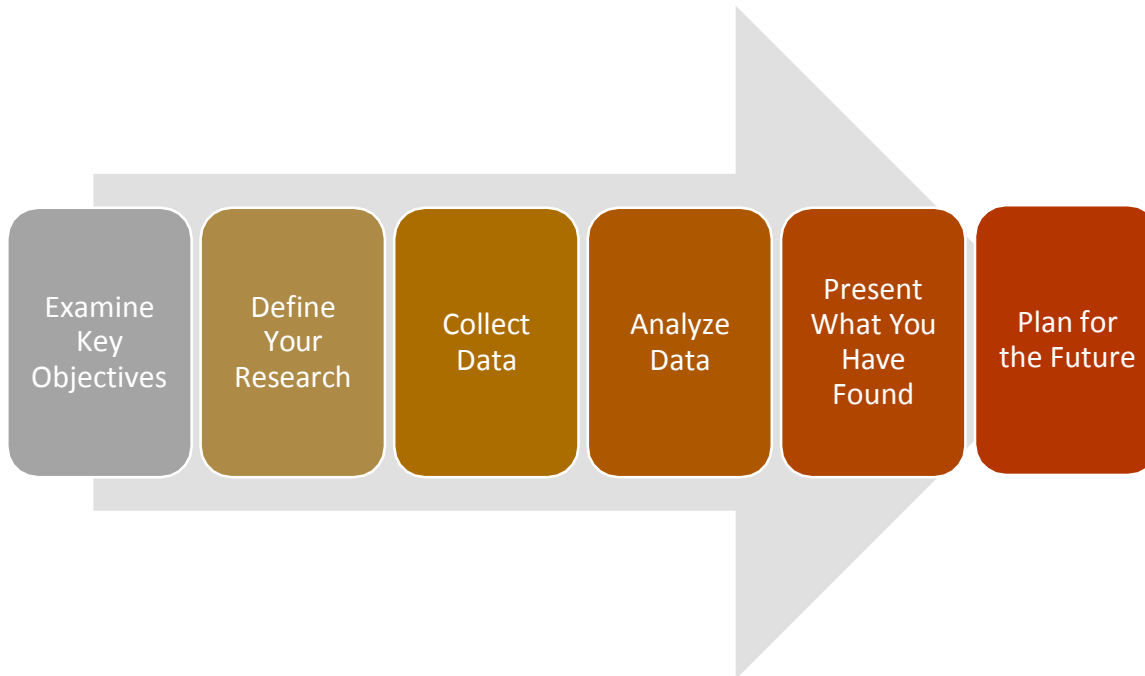 Examine
Key
Objectives
Define
Your
Research
Collect
Data
Analyze
Data
Present
What You
Have
Found
Plan for
the Future